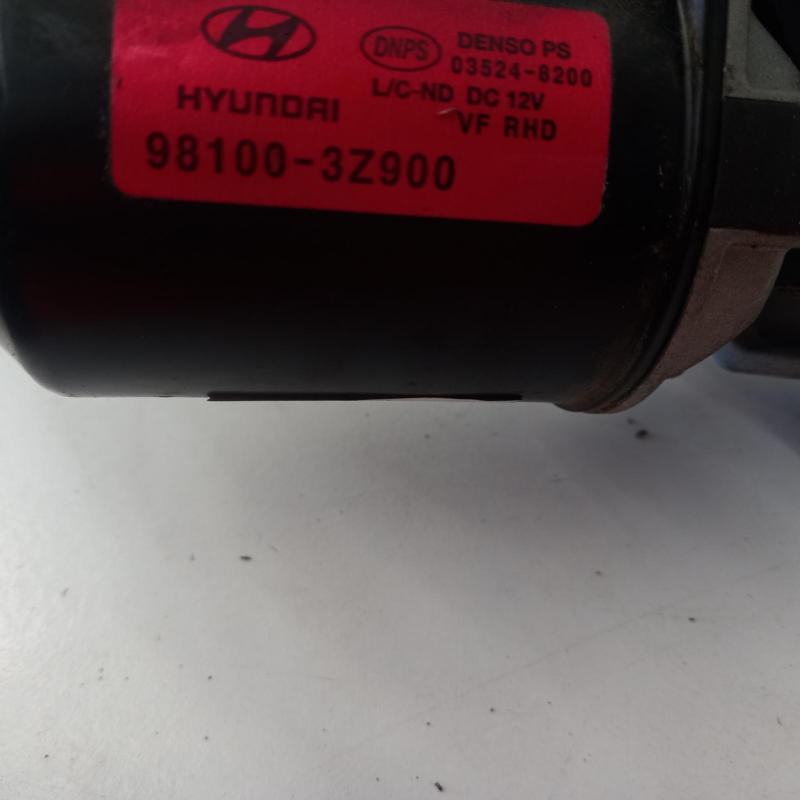 HYUNDAI
98100-3Z900
DNPS
DENSO PS
03524-8200
L/C-ND DC 12V
VF RHD